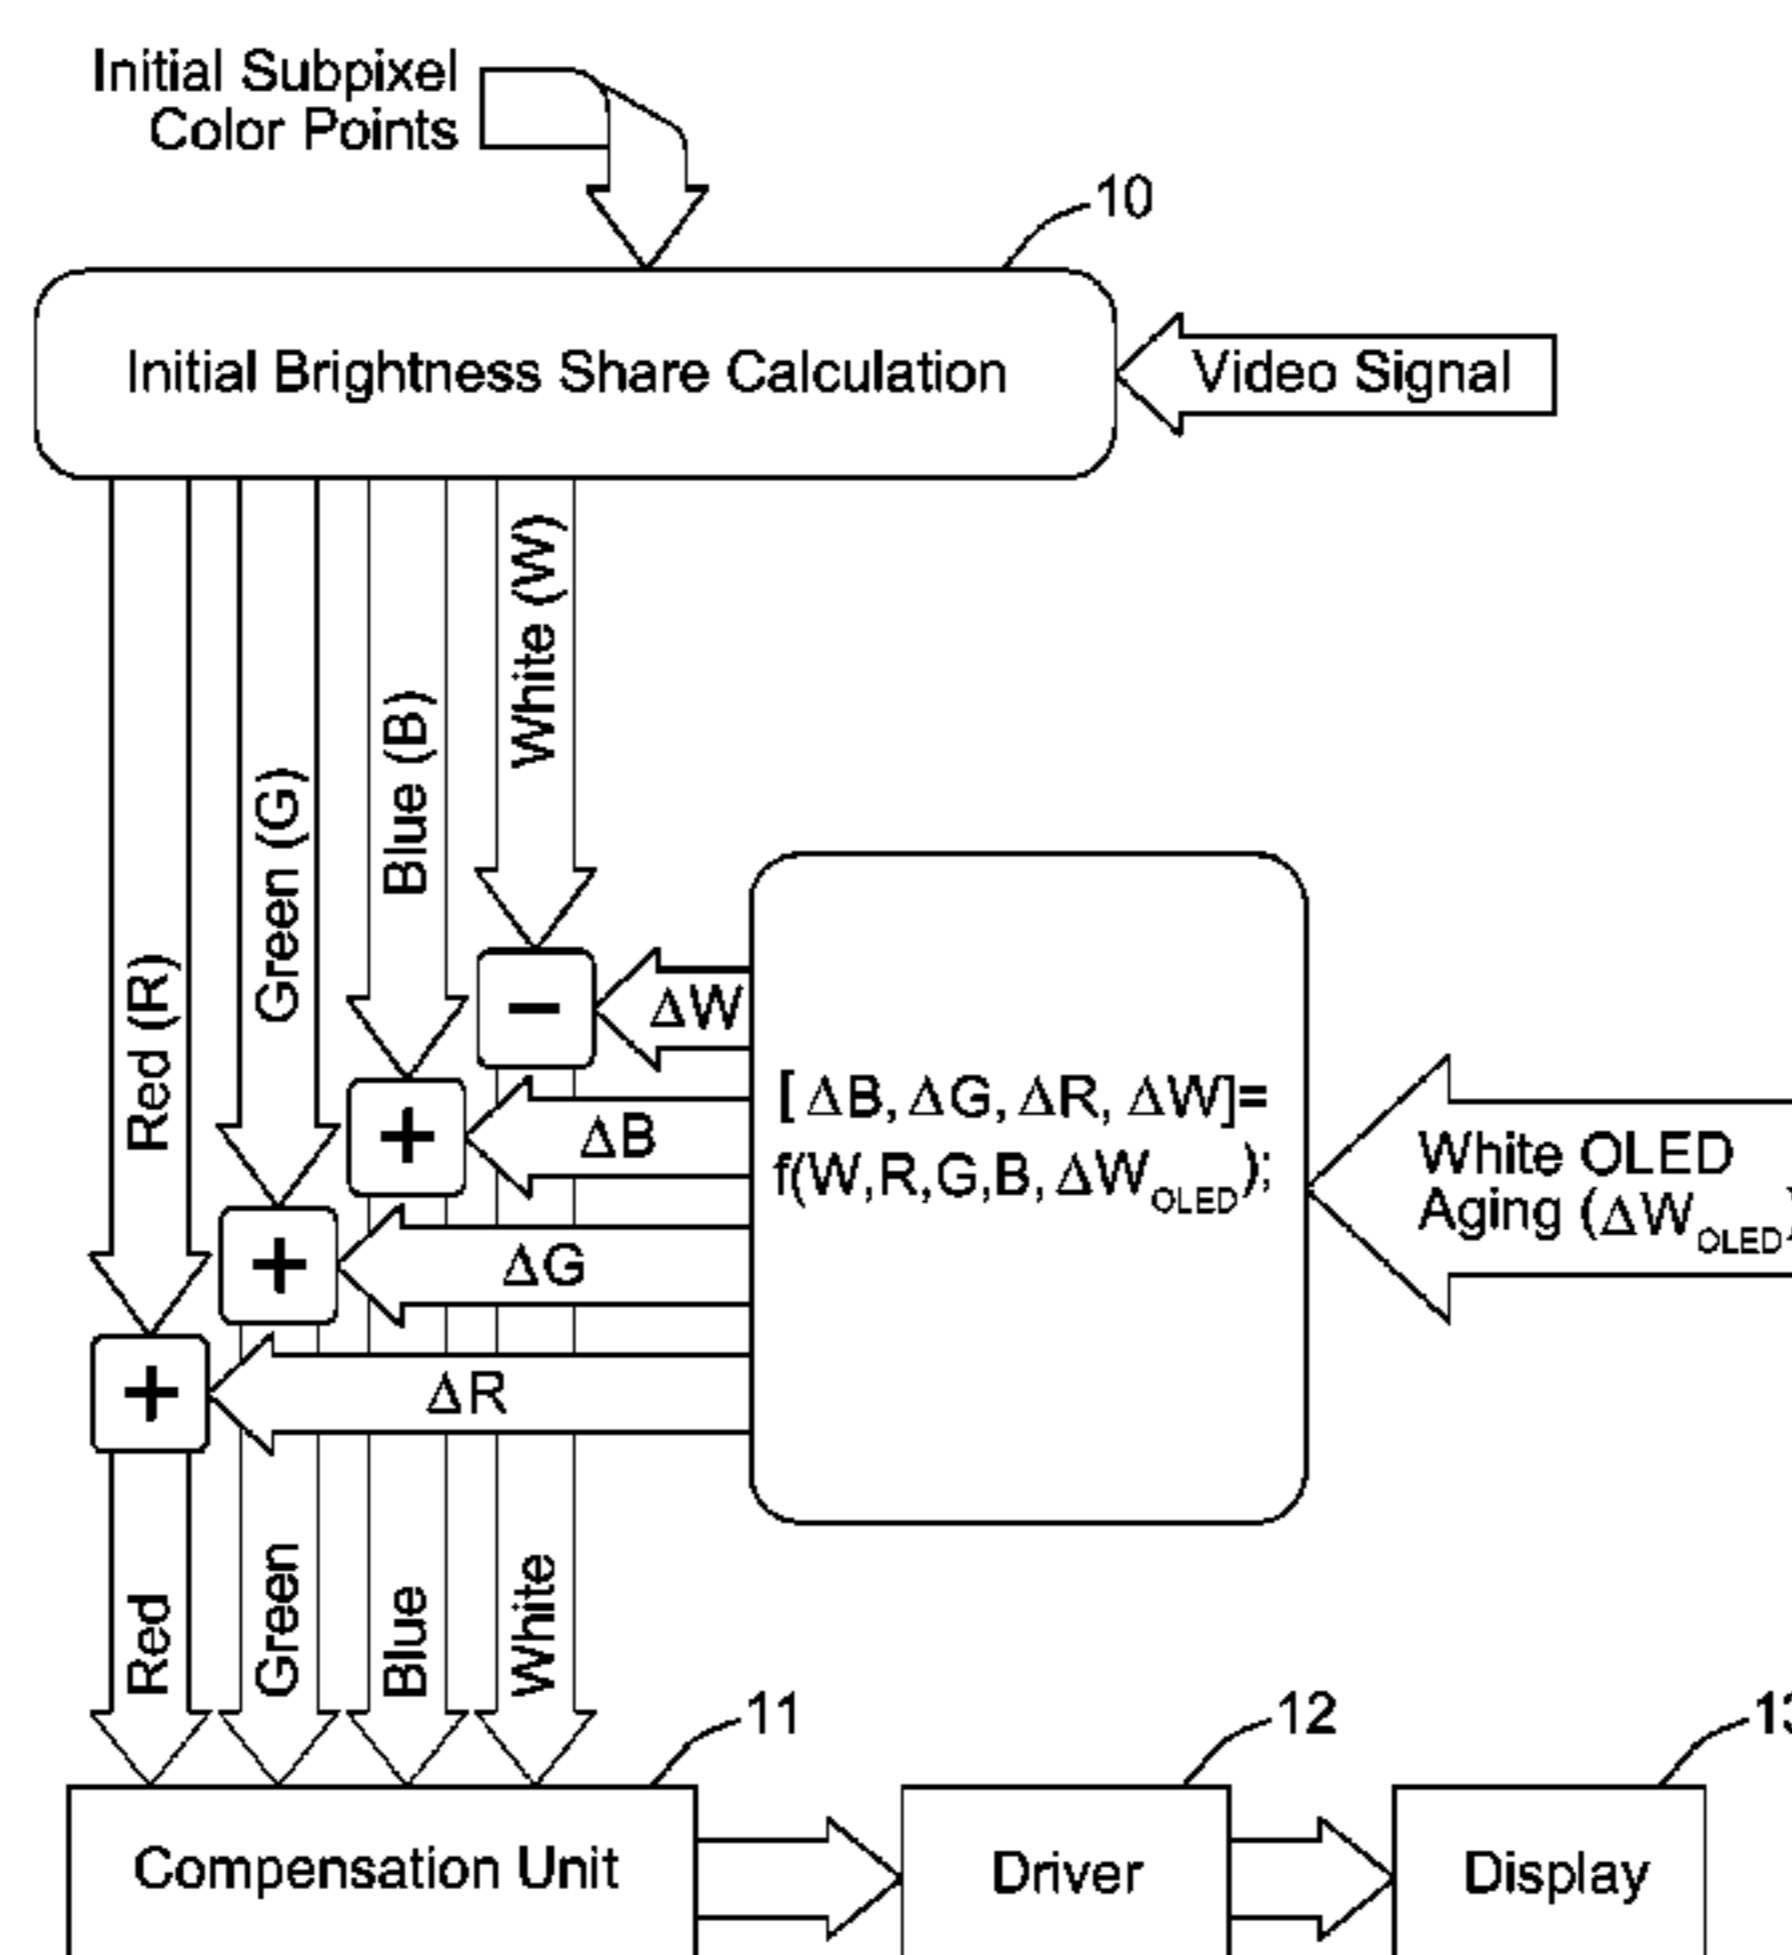 Initial Subpixel
Color Points
10
Initial Brightness Share Calculation
Video Signal
White (W)
Blue (B)
Green (G)
Red (R)
−
ΔW
+
ΔB
+
ΔG
+
ΔR
[ ΔB, ΔG, ΔR, ΔW]=
f(W,R,G,B, ΔWOLED);
White OLED
Aging (ΔWOLED)
Red
Green
Blue
White
11
12
13
Compensation Unit
Driver
Display